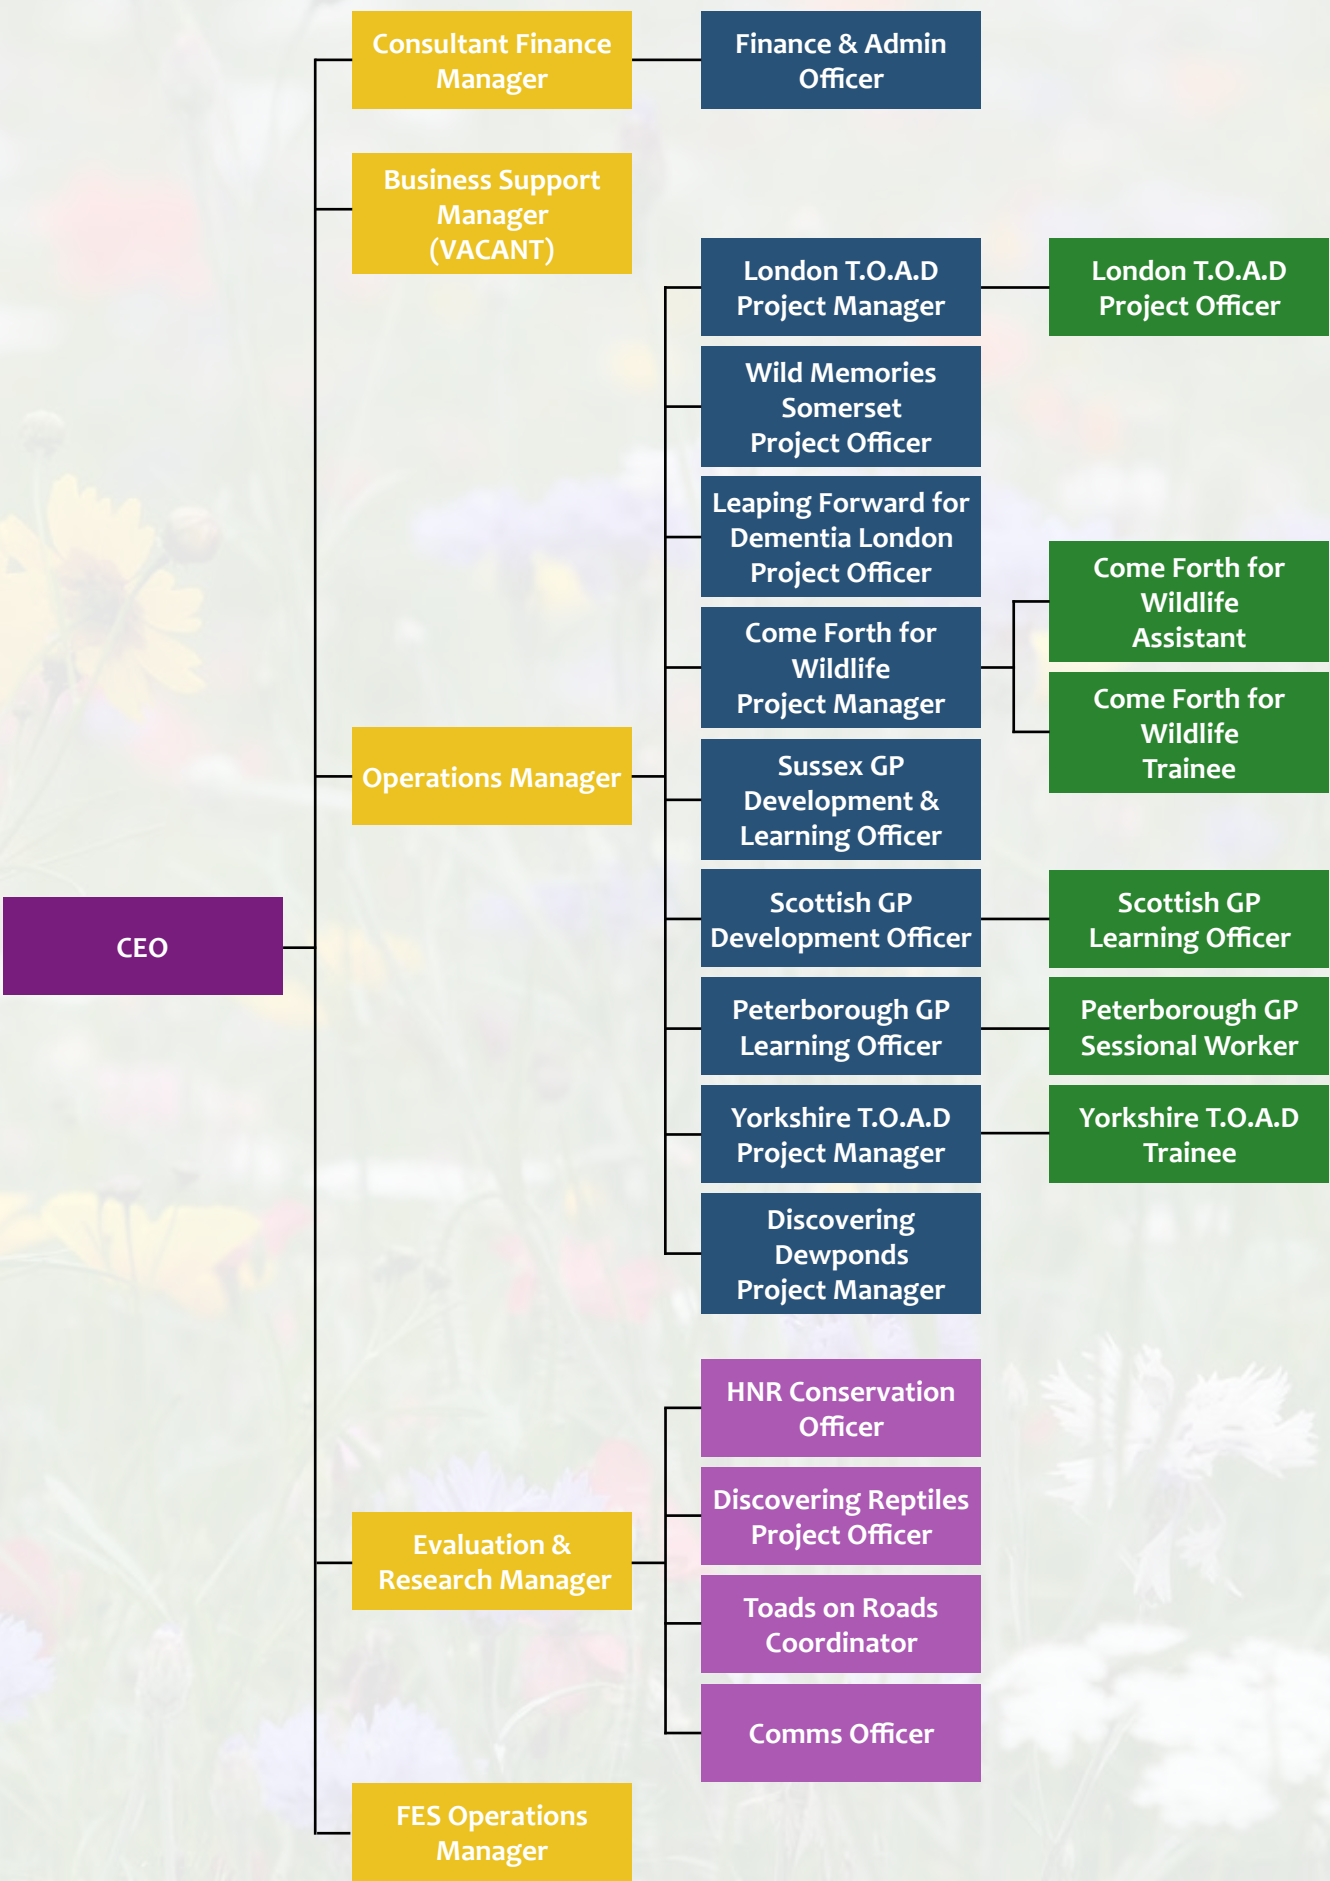 Consultant Finance
Manager
Finance & Admin
Officer
Business Support
Manager
(VACANT)
London T.O.A.D
Project Manager
London T.O.A.D
Project Officer
Wild Memories
Somerset
Project Officer
Leaping Forward for
Dementia London
Project Officer
Come Forth for
Wildlife
Project Manager
Come Forth for
Wildlife
Assistant
Come Forth for
Wildlife
Trainee
Operations Manager
Sussex GP
Development &
Learning Officer
CEO
Scottish GP
Development Officer
Scottish GP
Learning Officer
Peterborough GP
Learning Officer
Peterborough GP
Sessional Worker
Yorkshire T.O.A.D
Project Manager
Yorkshire T.O.A.D
Trainee
Discovering
Dewponds
Project Manager
HNR Conservation
Officer
Discovering Reptiles
Project Officer
Evaluation &
Research Manager
Toads on Roads
Coordinator
Comms Officer
FES Operations
Manager